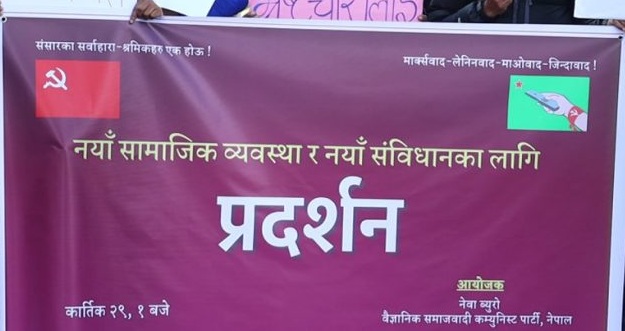 संसारका सर्वाहारा-श्रमिकहरु एक होऊ !
मार्क्सवाद-लेनिनवाद-माओवाद-जिन्दावाद !
नयाँ सामाजिक व्यवस्था र नयाँ संविधानका लागि
प्रदर्शन
कार्तिक २९, १ बजे
आयोजक
नेवा ब्युरो
वैज्ञानिक समाजवादी कम्युनिस्ट पार्टी, नेपाल